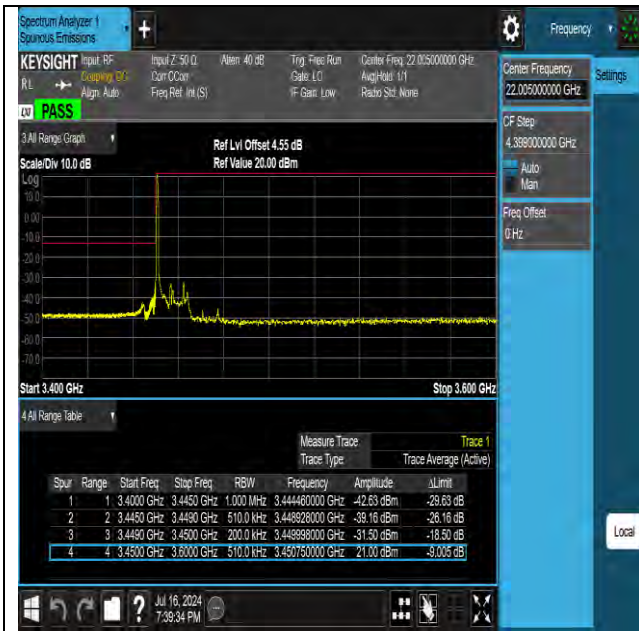 Spectrum Analyzer 1
Spurious Emissions
+
Frequency
KEYSIGHT Input: RF Input Z: 50 Ω Atten: 40 dB Trig: Free Run Center Freq: 22.005000000 GHz
RL Coupling: DC Corr CCorr Gate: LO Avg|Hold: 1/1
Align: Auto Freq Ref: Int (S) IF Gain: Low Radio Std: None
LXI PASS
3 All Range Graph
Ref Lvl Offset 4.55 dB
Scale/Div 10.0 dB Ref Value 20.00 dBm
Log
10.0
0.00
-10.0
-20.0
-30.0
-40.0
-50.0
-60.0
-70.0
Start 3.400 GHz Stop 3.600 GHz
4 All Range Table
Measure Trace Trace 1
Trace Type Trace Average (Active)
Spur Range Start Freq Stop Freq RBW Frequency Amplitude ΔLimit
1 1 3.4000 GHz 3.4450 GHz 1.000 MHz 3.444460000 GHz -42.63 dBm -29.63 dB
2 2 3.4450 GHz 3.4490 GHz 510.0 kHz 3.448928000 GHz -39.16 dBm -26.16 dB
3 3 3.4490 GHz 3.4500 GHz 200.0 kHz 3.449998000 GHz -31.50 dBm -18.50 dB
4 4 3.4500 GHz 3.6000 GHz 510.0 kHz 3.450750000 GHz 21.00 dBm -9.005 dB
Center Frequency
22.005000000 GHz
Settings
CF Step
4.399000000 GHz
Auto
Man
Freq Offset
0 Hz
Local
?
Jul 16, 2024
7:39:34 PM